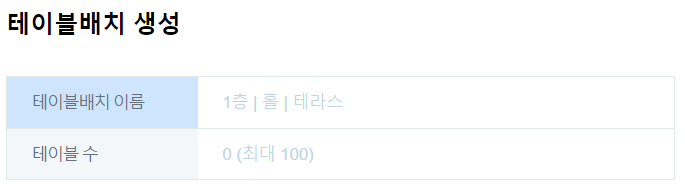 테이블배치 생성
테이블배치 이름
1층 | 홀 | 테라스
테이블 수
0 (최대 100)